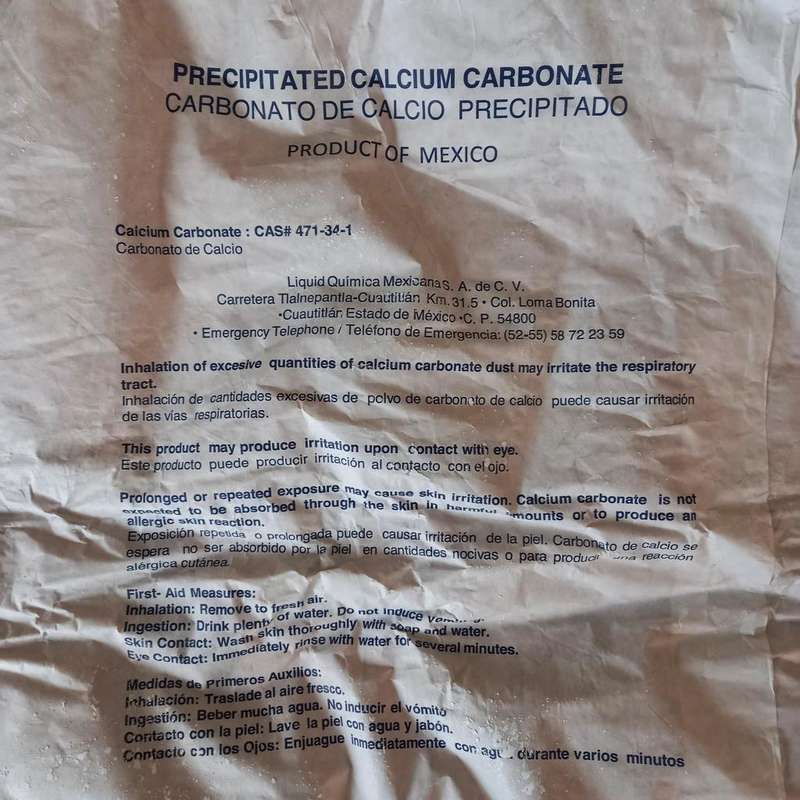 PRECIPITATED CALCIUM CARBONATE
CARBONATO DE CALCIO PRECIPITADO
PRODUCT OF MEXICO
Calcium Carbonate : CAS# 471-34-1
Carbonato de Calcio
Liquid Química Mexicana S. A. de C. V.
Carretera Tlalnepantla-Cuautitlán Km. 31.5 • Col. Loma Bonita
•Cuautitlán Estado de México •C. P. 54800
• Emergency Telephone / Teléfono de Emergencia: (52-55) 58 72 23 59
Inhalation of excesive quantities of calcium carbonate dust may irritate the respiratory
tract.
Inhalación de cantidades excesivas de polvo de carbonato de calcio puede causar irritación
de las vías respiratorias.
This product may produce irritation upon contact with eye.
Este producto puede producir irritación al contacto con el ojo.
Prolonged or repeated exposure may cause skin irritation. Calcium carbonate is not
expected to be absorbed through the skin in harmful amounts or to produce an
allergic skin reaction.
Exposición repetida o prolongada puede causar irritación de la piel. Carbonato de calcio se
espera no ser absorbido por la piel en cantidades nocivas o para producir una reacción
alérgica cutánea.
First- Aid Measures:
Inhalation: Remove to fresh air.
Ingestion: Drink plenty of water. Do not induce
Skin Contact: Wash skin thoroughly with soap and water.
Eye Contact: Immediately rinse with water for several minutes.
Medidas de Primeros Auxilios:
Inhalación: Traslade al aire fresco.
Ingestión: Beber mucha agua. No inducir el vómito
Contacto con la piel: Lave la piel con agua y jabón.
Contacto con los Ojos: Enjuague inmediatamente con durante varios minutos